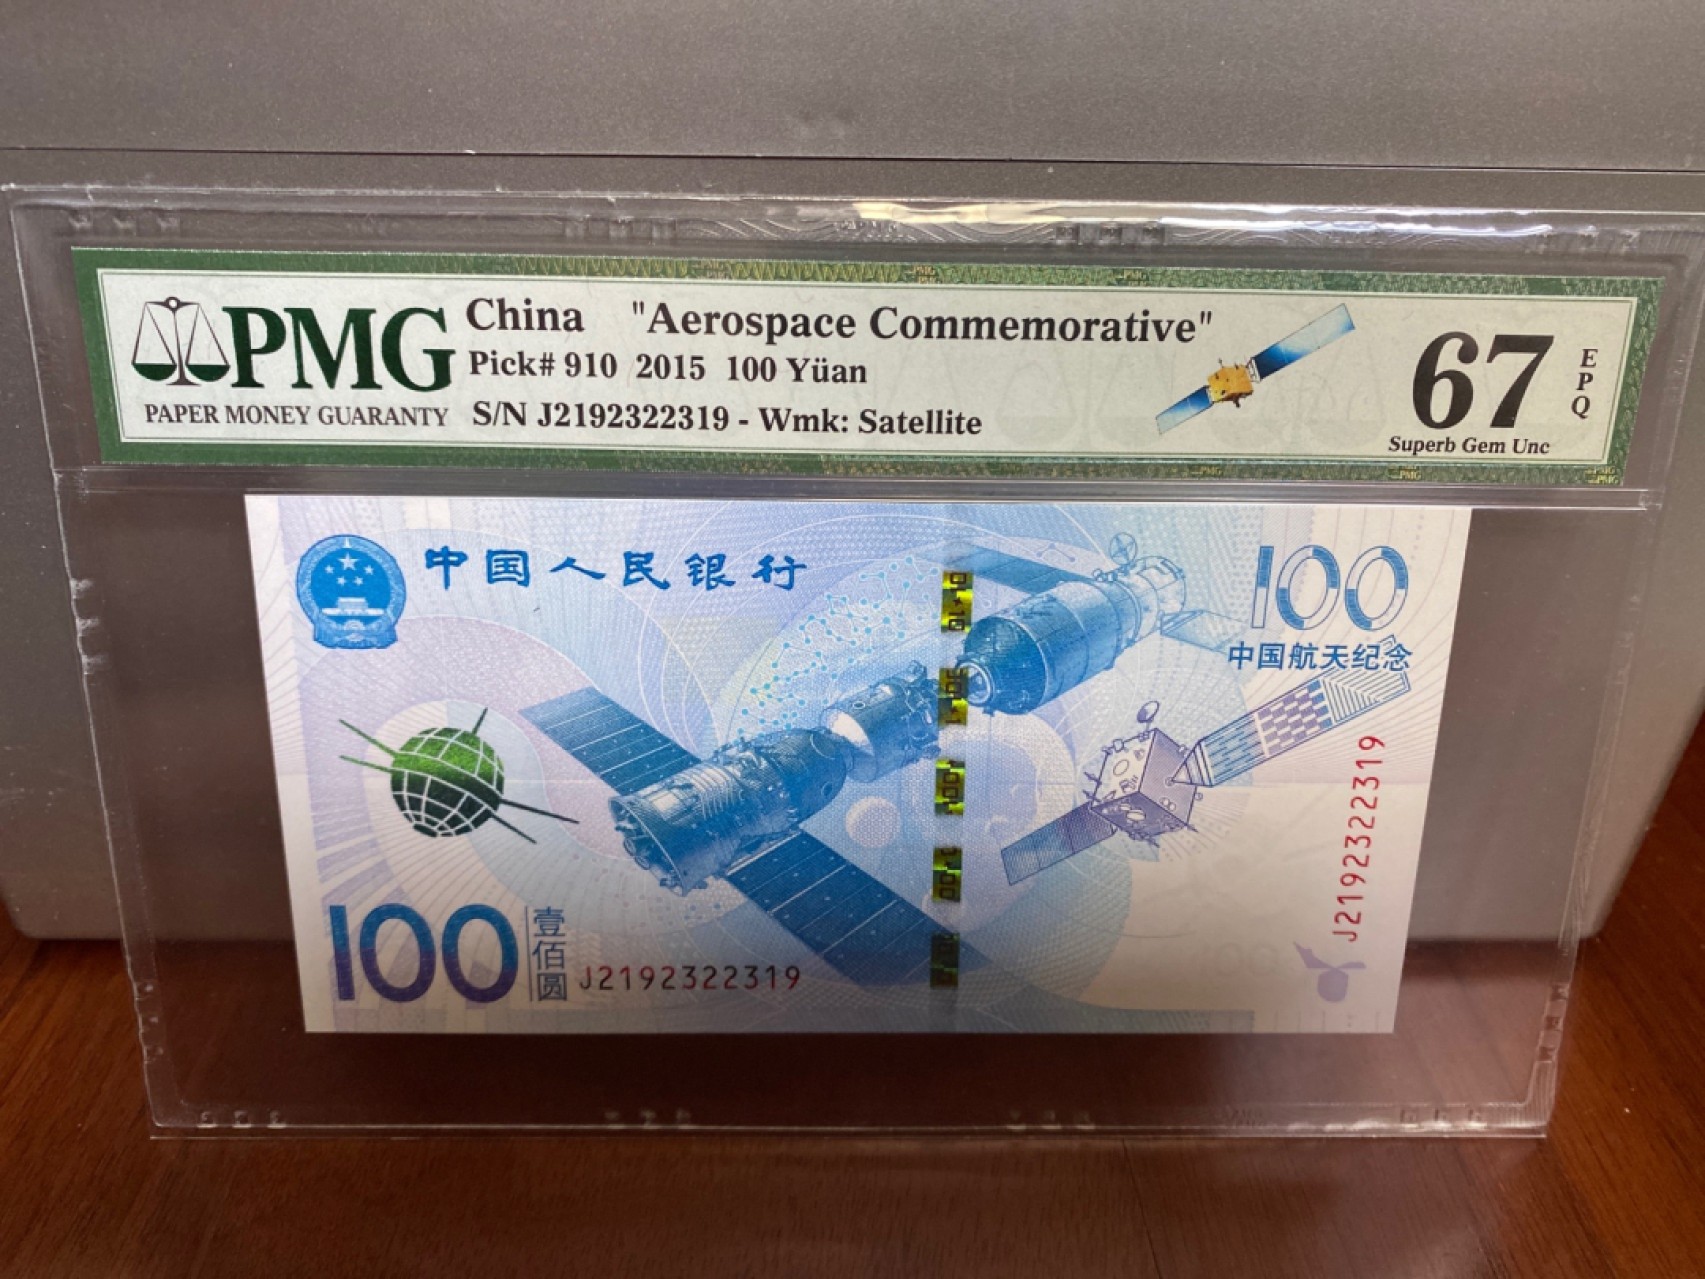 PMG
PAPER MONEY GUARANTY
China "Aerospace Commemorative"
Pick# 910 2015 100 Yüan
S/N J2192322319 - Wmk: Satellite
67
EPQ
Superb Gem Unc
中国人民银行
100
中国航天纪念
J2192322319
100
壹佰圆
J2192322319